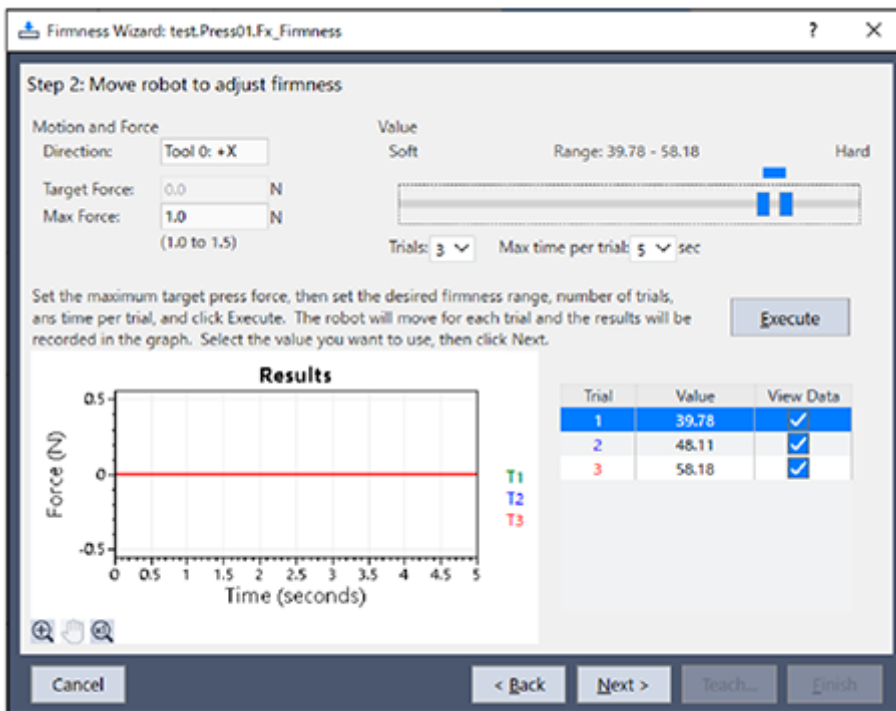 Firmness Wizard: test.Press01.Fx_Firmness
Step 2: Move robot to adjust firmness
Motion and Force
Direction: Tool 0: +X
Target Force: 0.0 N
Max Force: 1.0 N
(1.0 to 1.5)
Value
Soft Range: 39.78 - 58.18 Hard
Trials: 3 Max time per trial: 5 sec
Set the maximum target press force, then set the desired firmness range, number of trials,
ans time per trial, and click Execute. The robot will move for each trial and the results will be
recorded in the graph. Select the value you want to use, then click Next.
Execute
Results
Force (N)
0.5
0
-0.5
0 0.5 1 1.5 2 2.5 3 3.5 4 4.5 5
Time (seconds)
T1
T2
T3
Trial Value View Data
1 39.78
2 48.11
3 58.18
Cancel < Back Next > Teach... Finish